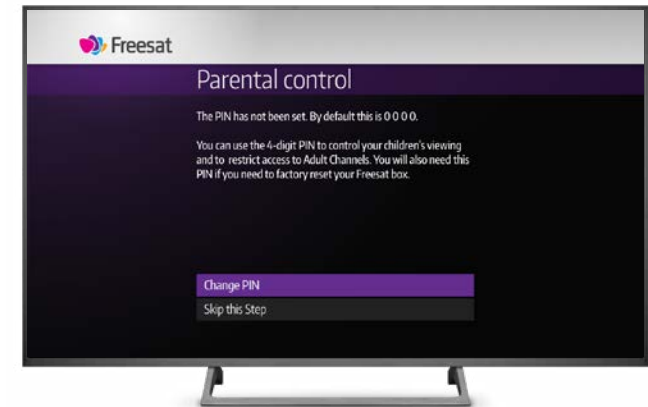 Freesat
Parental control
The PIN has not been set. By default this is 0 0 0 0.
You can use the 4-digit PIN to control your children's viewing
and to restrict access to Adult Channels. You will also need this
PIN if you need to factory reset your Freesat box.
Change PIN
Skip this Step